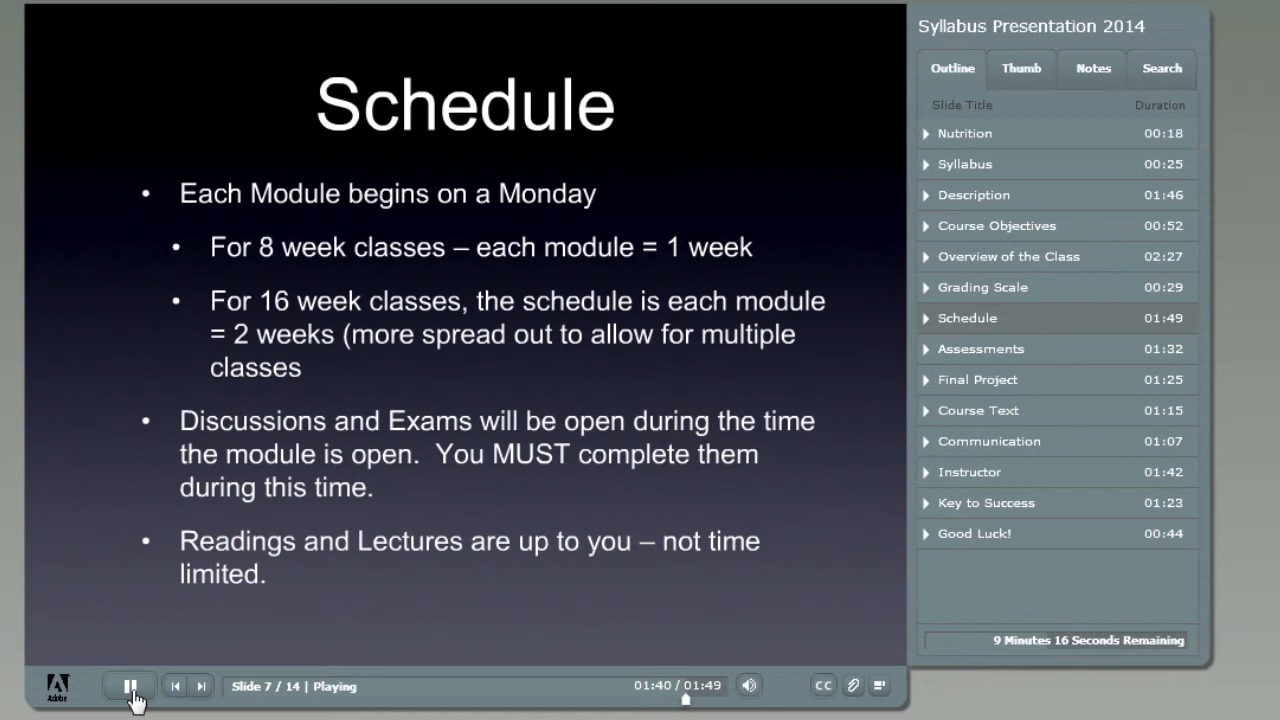 Schedule
• Each Module begins on a Monday
• For 8 week classes – each module = 1 week
• For 16 week classes, the schedule is each module
= 2 weeks (more spread out to allow for multiple
classes
• Discussions and Exams will be open during the time
the module is open. You MUST complete them
during this time.
• Readings and Lectures are up to you – not time
limited.
Syllabus Presentation 2014
Outline Thumb Notes Search
Slide Title Duration
Nutrition 00:18
Syllabus 00:25
Description 01:46
Course Objectives 00:52
Overview of the Class 02:27
Grading Scale 00:29
Schedule 01:49
Assessments 01:32
Final Project 01:25
Course Text 01:15
Communication 01:07
Instructor 01:42
Key to Success 01:23
Good Luck! 00:44
9 Minutes 16 Seconds Remaining
Adobe
Slide 7 / 14 | Playing
01:40 / 01:49
CC